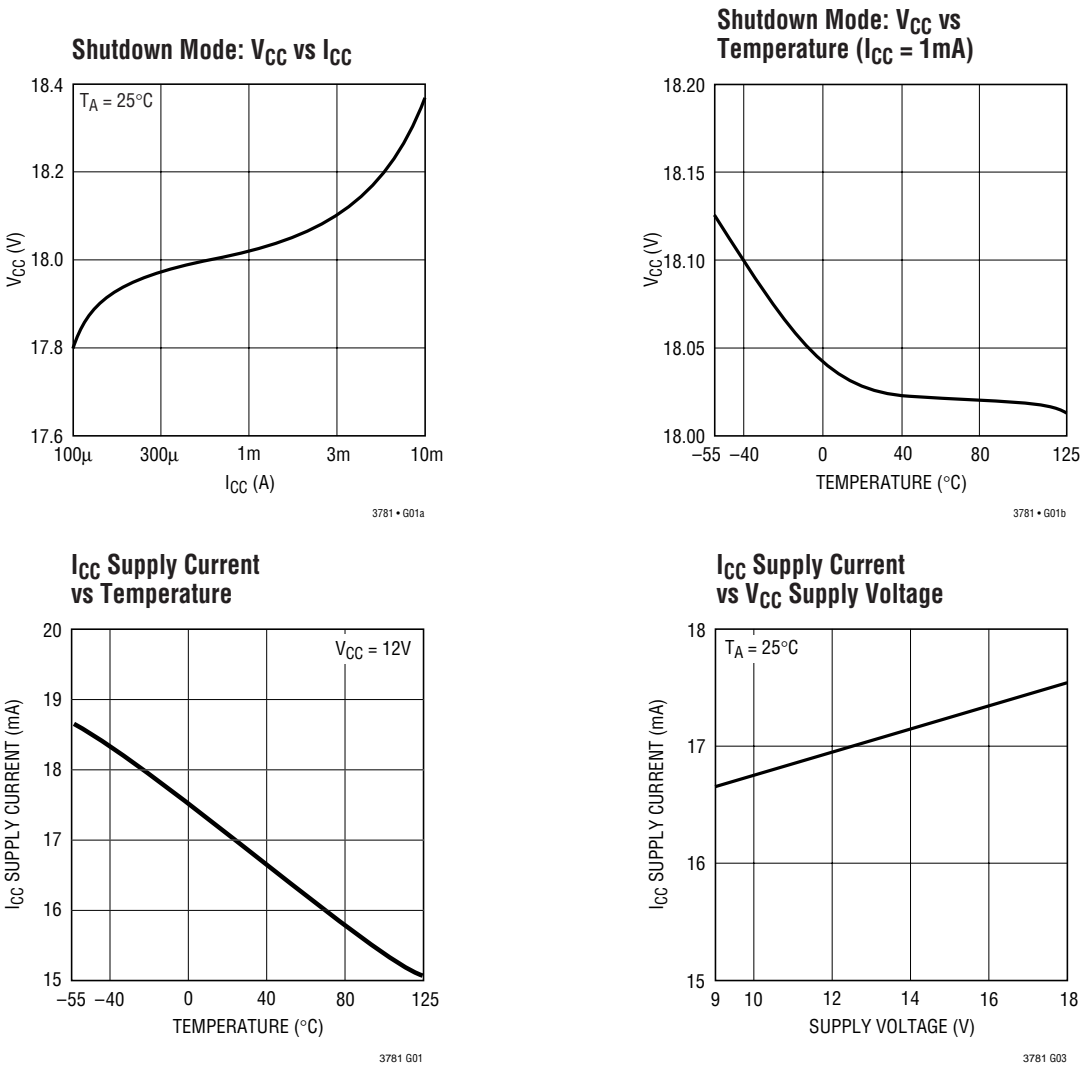 Shutdown Mode: VCC vs ICC
18.4
18.2
18.0
17.8
17.6
TA = 25°C
VCC (V)
100µ 300µ 1m 3m 10m
ICC (A)
3781 • G01a
Shutdown Mode: VCC vs
Temperature (ICC = 1mA)
18.20
18.15
18.10
18.05
18.00
VCC (V)
–55 –40 0 40 80 125
TEMPERATURE (°C)
3781 • G01b
ICC Supply Current
vs Temperature
20
19
18
17
16
15
VCC = 12V
ICC SUPPLY CURRENT (mA)
–55 –40 0 40 80 125
TEMPERATURE (°C)
3781 G01
ICC Supply Current
vs VCC Supply Voltage
18
17
16
15
TA = 25°C
ICC SUPPLY CURRENT (mA)
9 10 12 14 16 18
SUPPLY VOLTAGE (V)
3781 G03